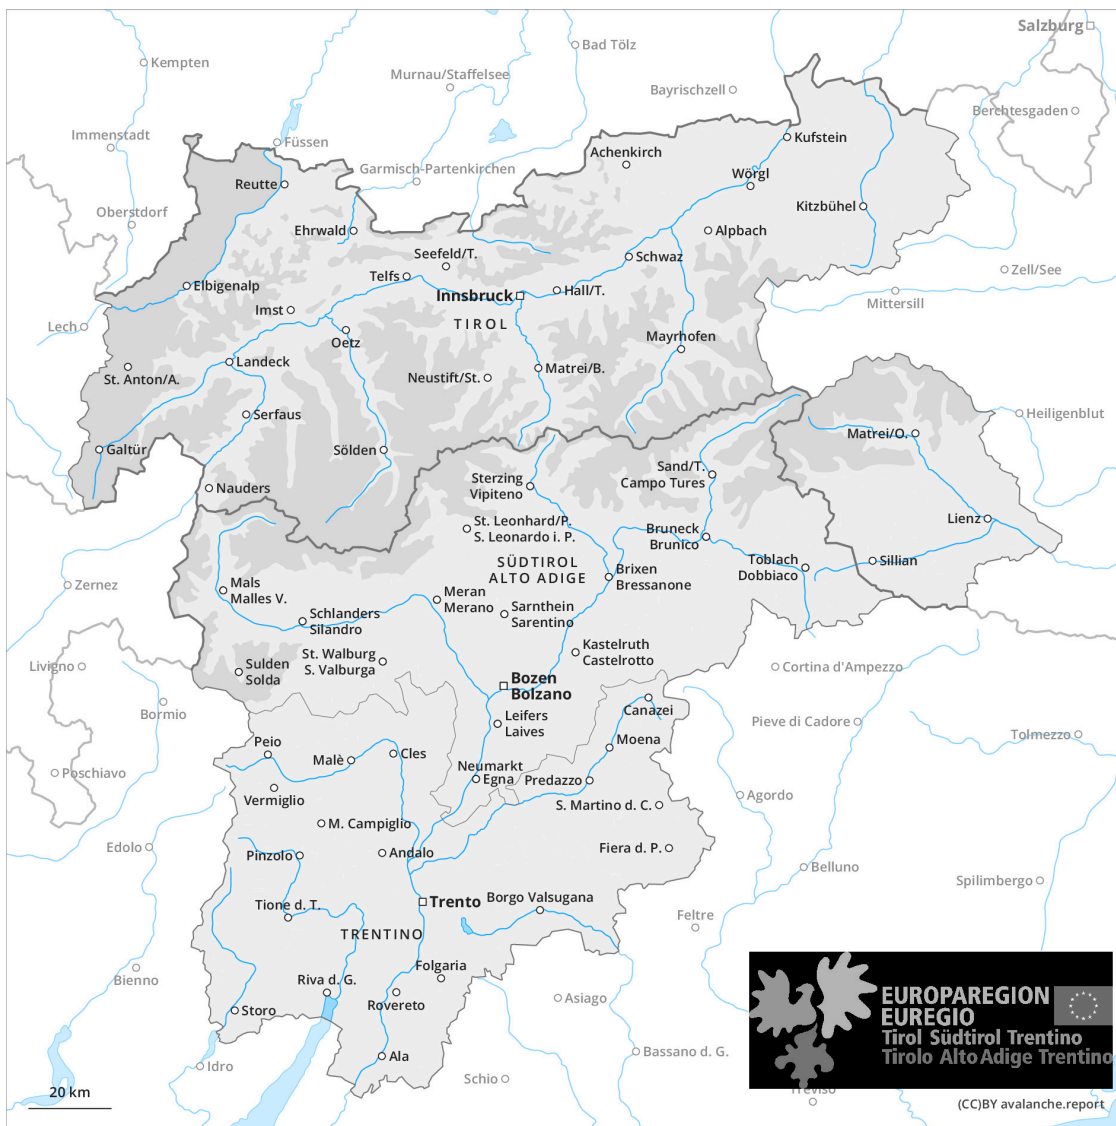 Salzburg
Bad Tölz
Kempten
Murnau/Staffelsee
Bayrischzell
Berchtesgaden
Immenstadt
Füssen
Kufstein
Achenkirch
Garmisch-Partenkirchen
Wörgl
Reutte
Oberstdorf
Kitzbühel
Ehrwald
Alpbach
Seefeld/T.
Schwaz
Telfs
Zell/See
Elbigenalp
Hall/T.
Innsbruck
Mittersill
Imst
TIROL
Lech
Oetz
Mayrhofen
Landeck
Matrei/B.
St. Anton/A.
Neustift/St.
Serfaus
Heiligenblut
Matrei/O.
Galtür
Sölden
Sand/T.
Campo Tures
Sterzing
Vipiteno
Nauders
Lienz
St. Leonhard/P.
S. Leonardo i. P.
Bruneck
Brunico
SÜDTIROL
ALTO ADIGE
Toblach
Dobbiaco
Sillian
Brixen
Bressanone
Zernez
Mals
Malles V.
Meran
Merano
Sarnthein
Sarentino
Schlanders
Silandro
Kastelruth
Castelrotto
St. Walburg
S. Valburga
Livigno
Sulden
Solda
Cortina d'Ampezzo
Bozen
Bolzano
Canazei
Bormio
Leifers
Laives
Pieve di Cadore
Tolmezzo
Moena
Peio
Cles
Malè
Neumarkt
Egna
Poschiavo
Predazzo
Vermiglio
Agordo
S. Martino d. C.
M. Campiglio
Edolo
Fiera d. P.
Pinzolo
Andalo
Belluno
Spilimbergo
Borgo Valsugana
Trento
Tione d. T.
Feltre
TRENTINO
Folgaria
Bienno
Riva d. G.
Rovereto
Asiago
EUROPAREGION
EUREGIO
Storo
Tirol Südtirol Trentino
Tirolo Alto Adige Trentino
Ala
Bassano d. G.
Idro
Schio
Treviso
20 km
(CC)BY avalanche.report